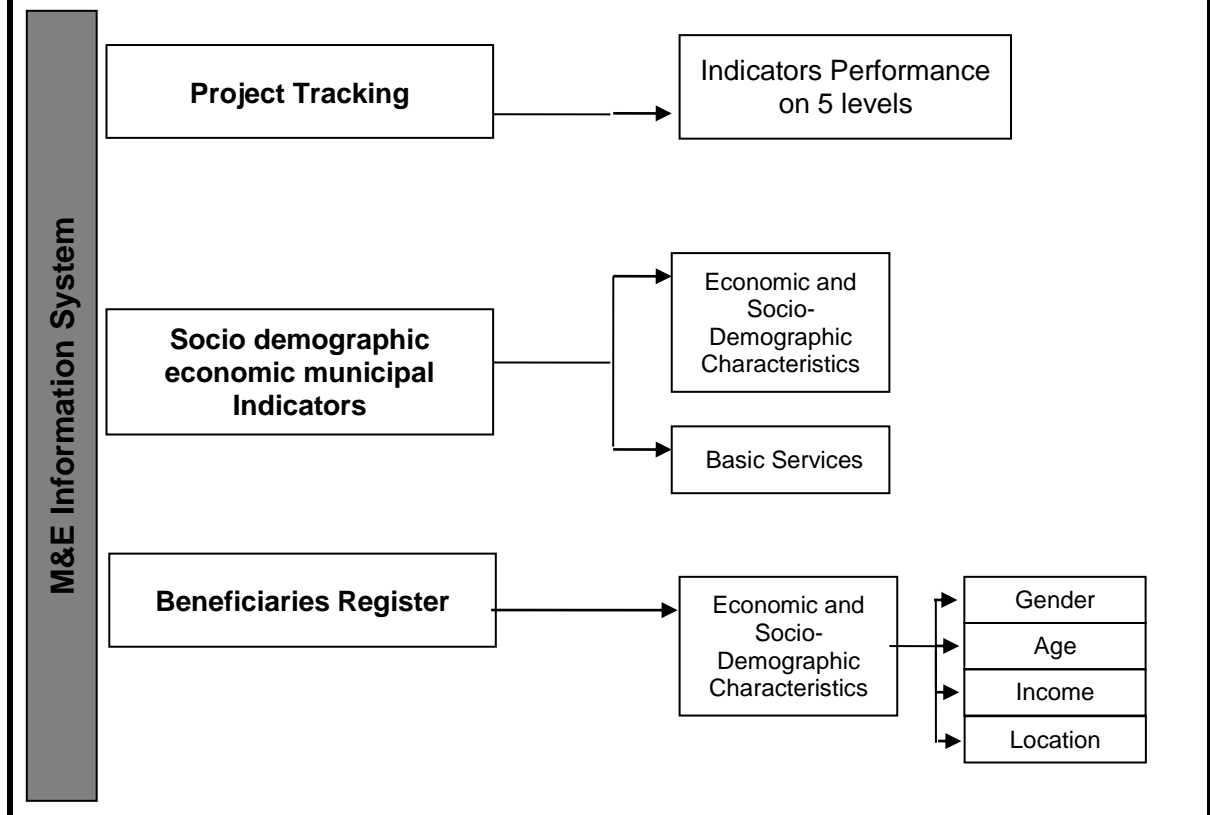 M&E Information System
Project Tracking
Indicators Performance
on 5 levels
Socio demographic
economic municipal
Indicators
Economic and
Socio-
Demographic
Characteristics
Basic Services
Beneficiaries Register
Economic and
Socio-
Demographic
Characteristics
Gender
Age
Income
Location